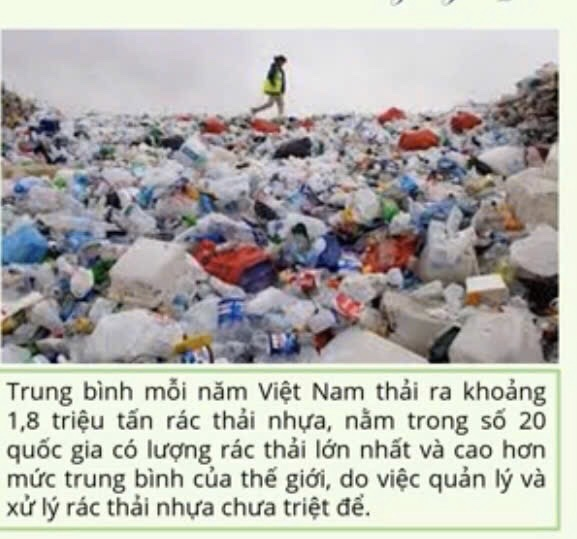 Trung bình mỗi năm Việt Nam thải ra khoảng
1,8 triệu tấn rác thải nhựa, nằm trong số 20
quốc gia có lượng rác thải lớn nhất và cao hơn
mức trung bình của thế giới, do việc quản lý và
xử lý rác thải nhựa chưa triệt để.